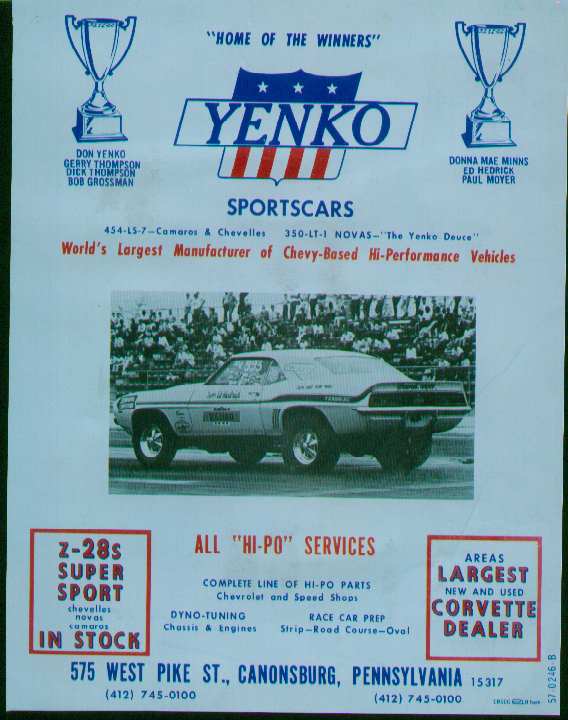 "HOME OF THE WINNERS"
YENKO
DON YENKO
GERRY THOMPSON
DICK THOMPSON
BOB GROSSMAN
DONNA MAE MINNS
ED HEDRICK
PAUL MOYER
SPORTSCARS
454-LS-7—Camaros & Chevelles 350-LT-1 NOVAS—"The Yenko Deuce"
World's Largest Manufacturer of Chevy-Based Hi-Performance Vehicles
Z-28s
SUPER
SPORT
chevelles
novas
camaros
IN STOCK
ALL "HI-PO" SERVICES
COMPLETE LINE OF HI-PO PARTS
Chevrolet and Speed Shops
DYNO-TUNING
Chassis & Engines
RACE CAR PREP
Strip—Road Course—Oval
AREAS
LARGEST
NEW AND USED
CORVETTE
DEALER
575 WEST PIKE ST., CANONSBURG, PENNSYLVANIA 15317
(412) 745-0100 (412) 745-0100
57-0246-B